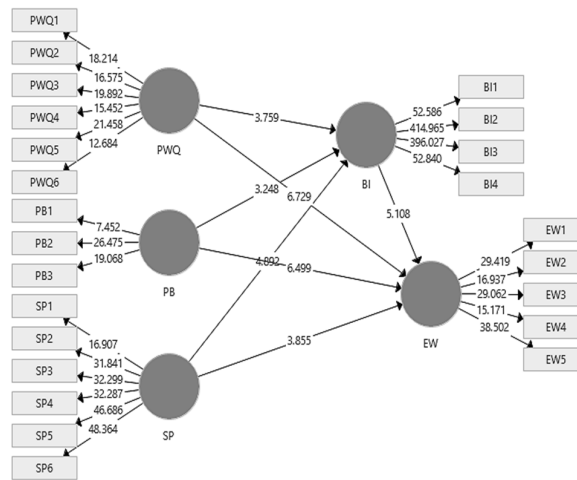 PWQ1
PWQ2
PWQ3
PWQ4
PWQ5
PWQ6
18.214
16.575
19.892
15.452
21.458
12.684
PWQ
PB1
PB2
PB3
7.452
26.475
19.068
PB
SP1
SP2
SP3
SP4
SP5
SP6
16.907
31.841
32.299
32.287
46.686
48.364
SP
3.759
3.248
6.729
4.092
6.499
3.855
5.108
BI
52.586
414.965
396.027
52.840
BI1
BI2
BI3
BI4
EW
29.419
16.937
29.062
15.171
38.502
EW1
EW2
EW3
EW4
EW5